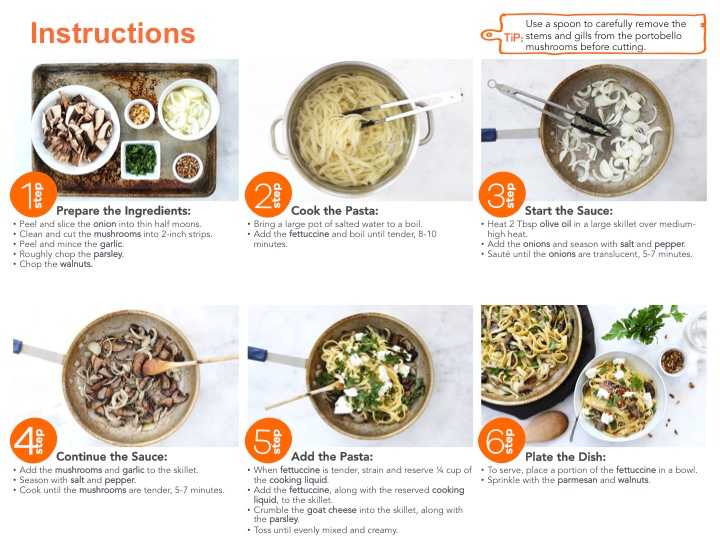 Instructions
TiP: Use a spoon to carefully remove the
stems and gills from the portobello
mushrooms before cutting.
1 step
Prepare the Ingredients:
• Peel and slice the onion into thin half moons.
• Clean and cut the mushrooms into 2-inch strips.
• Peel and mince the garlic.
• Roughly chop the parsley.
• Chop the walnuts.
2 step
Cook the Pasta:
• Bring a large pot of salted water to a boil.
• Add the fettuccine and boil until tender, 8-10
minutes.
3 step
Start the Sauce:
• Heat 2 Tbsp olive oil in a large skillet over medium-
high heat.
• Add the onions and season with salt and pepper.
• Sauté until the onions are translucent, 5-7 minutes.
4 step
Continue the Sauce:
• Add the mushrooms and garlic to the skillet.
• Season with salt and pepper.
• Cook until the mushrooms are tender, 5-7 minutes.
5 step
Add the Pasta:
• When fettuccine is tender, strain and reserve ¼ cup of
the cooking liquid.
• Add the fettuccine, along with the reserved cooking
liquid, to the skillet.
• Crumble the goat cheese into the skillet, along with
the parsley.
• Toss until evenly mixed and creamy.
6 step
Plate the Dish:
• To serve, place a portion of the fettuccine in a bowl.
• Sprinkle with the parmesan and walnuts.